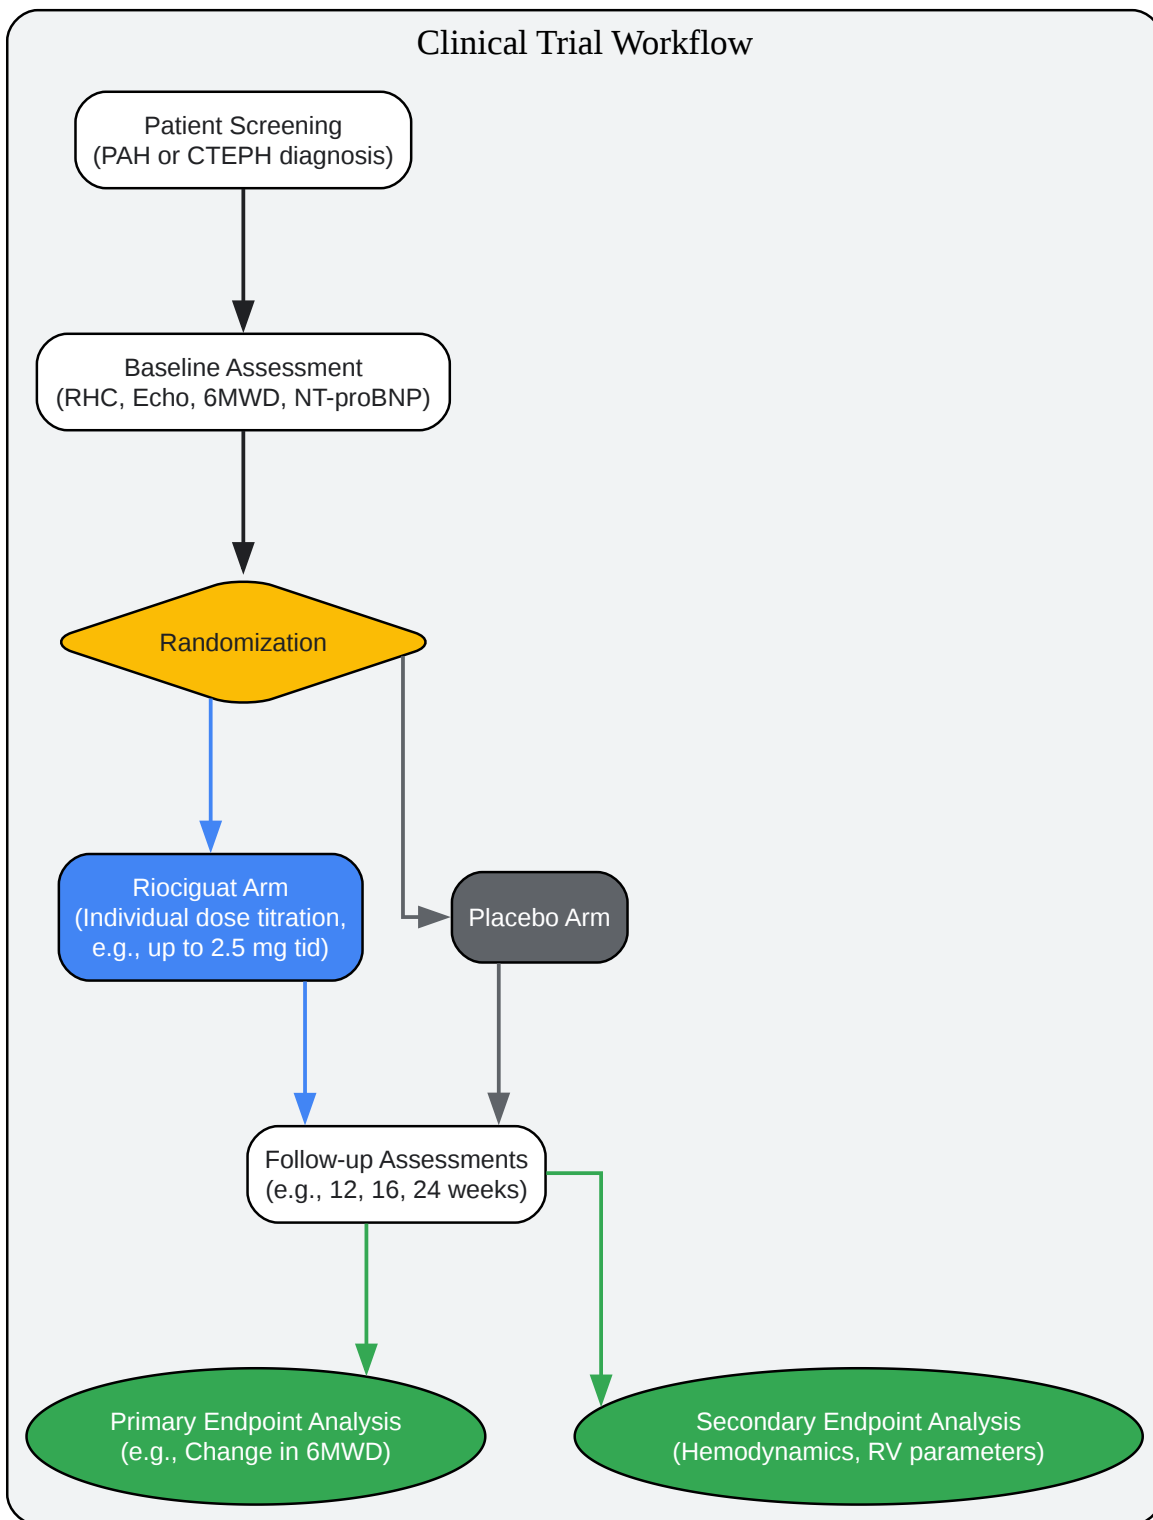 Clinical Trial Workflow
Patient Screening
(PAH or CTEPH diagnosis)
Baseline Assessment
(RHC, Echo, 6MWD, NT-proBNP)
Randomization
Riociguat Arm
(Individual dose titration,
e.g., up to 2.5 mg tid)
Placebo Arm
Follow-up Assessments
(e.g., 12, 16, 24 weeks)
Primary Endpoint Analysis
(e.g., Change in 6MWD)
Secondary Endpoint Analysis
(Hemodynamics, RV parameters)